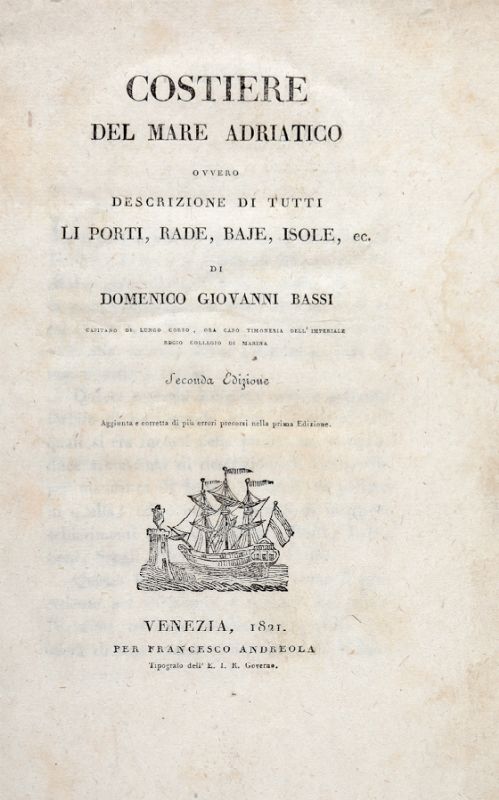 COSTIERE
DEL MARE ADRIATICO
OVVERO
DESCRIZIONE DI TUTTI
LI PORTI, RADE, BAJE, ISOLE, ec.
DI
DOMENICO GIOVANNI BASSI
CAPITANO DI LUNGO CORSO, ORA CAPO TIMONERIA DELL'IMPERIALE
REGIO COLLEGIO DI MARINA
Seconda Edizione
Aggiunta e corretta di più errori precorsi nella prima Edizione.
VENEZIA, 1821.
PER FRANCESCO ANDREOLA
Tipografo dell' E. I. R. Governo.